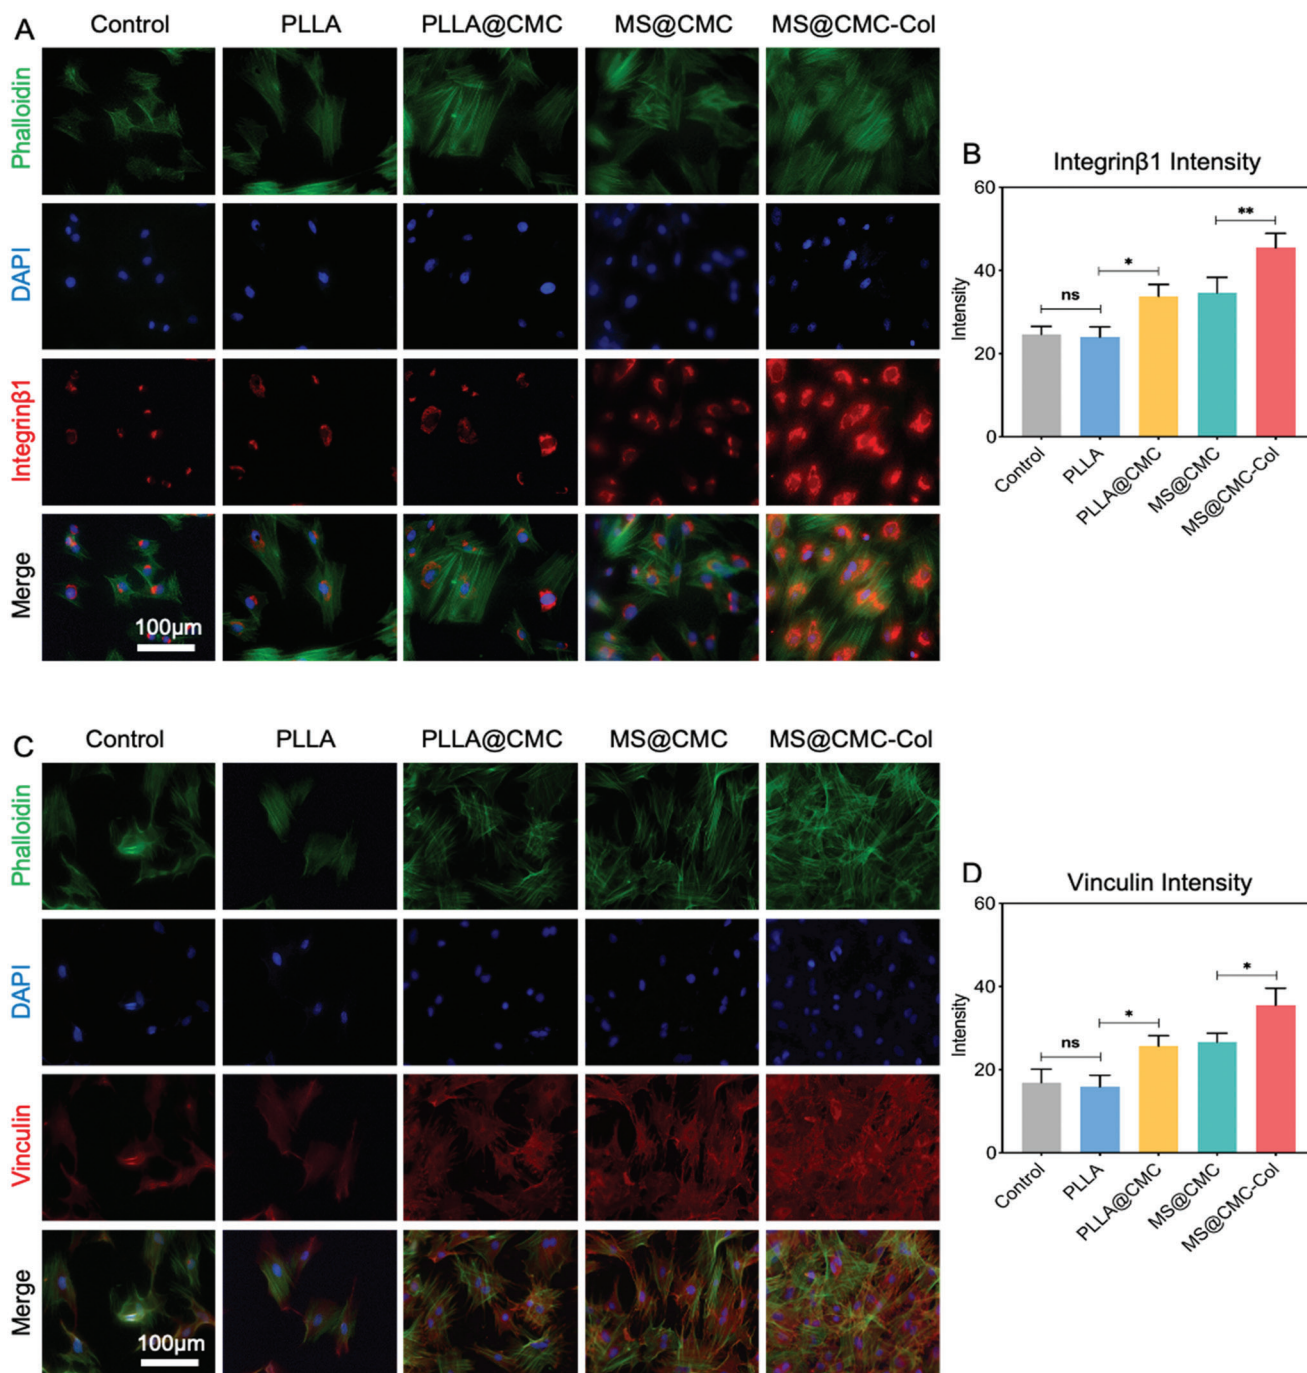 A
Control PLLA PLLA@CMC MS@CMC MS@CMC-Col
Phalloidin
DAPI
Integrinβ1
Merge
100μm
B
Integrinβ1 Intensity
Intensity
60
40
20
0
ns
*
**
Control
PLLA
PLLA@CMC
MS@CMC
MS@CMC-Col
C
Control PLLA PLLA@CMC MS@CMC MS@CMC-Col
Phalloidin
DAPI
Vinculin
Merge
100μm
D
Vinculin Intensity
Intensity
60
40
20
0
ns
*
*
Control
PLLA
PLLA@CMC
MS@CMC
MS@CMC-Col